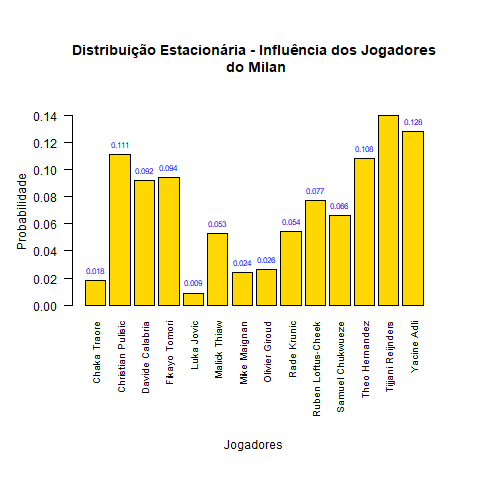 Distribuição Estacionária - Influência dos Jogadores
do Milan
Probabilidade
0.14
0.12
0.10
0.08
0.06
0.04
0.02
0.00
0.018
0.111
0.092
0.094
0.009
0.053
0.024
0.026
0.054
0.077
0.066
0.108
0.128
Chaka Traore
Christian Pulisic
Davide Calabria
Fikayo Tomori
Luka Jovic
Malick Thiaw
Mike Maignan
Olivier Giroud
Rade Krunic
Ruben Loftus-Cheek
Samuel Chukwueze
Theo Hernandez
Tijjani Reijnders
Yacine Adli
Jogadores